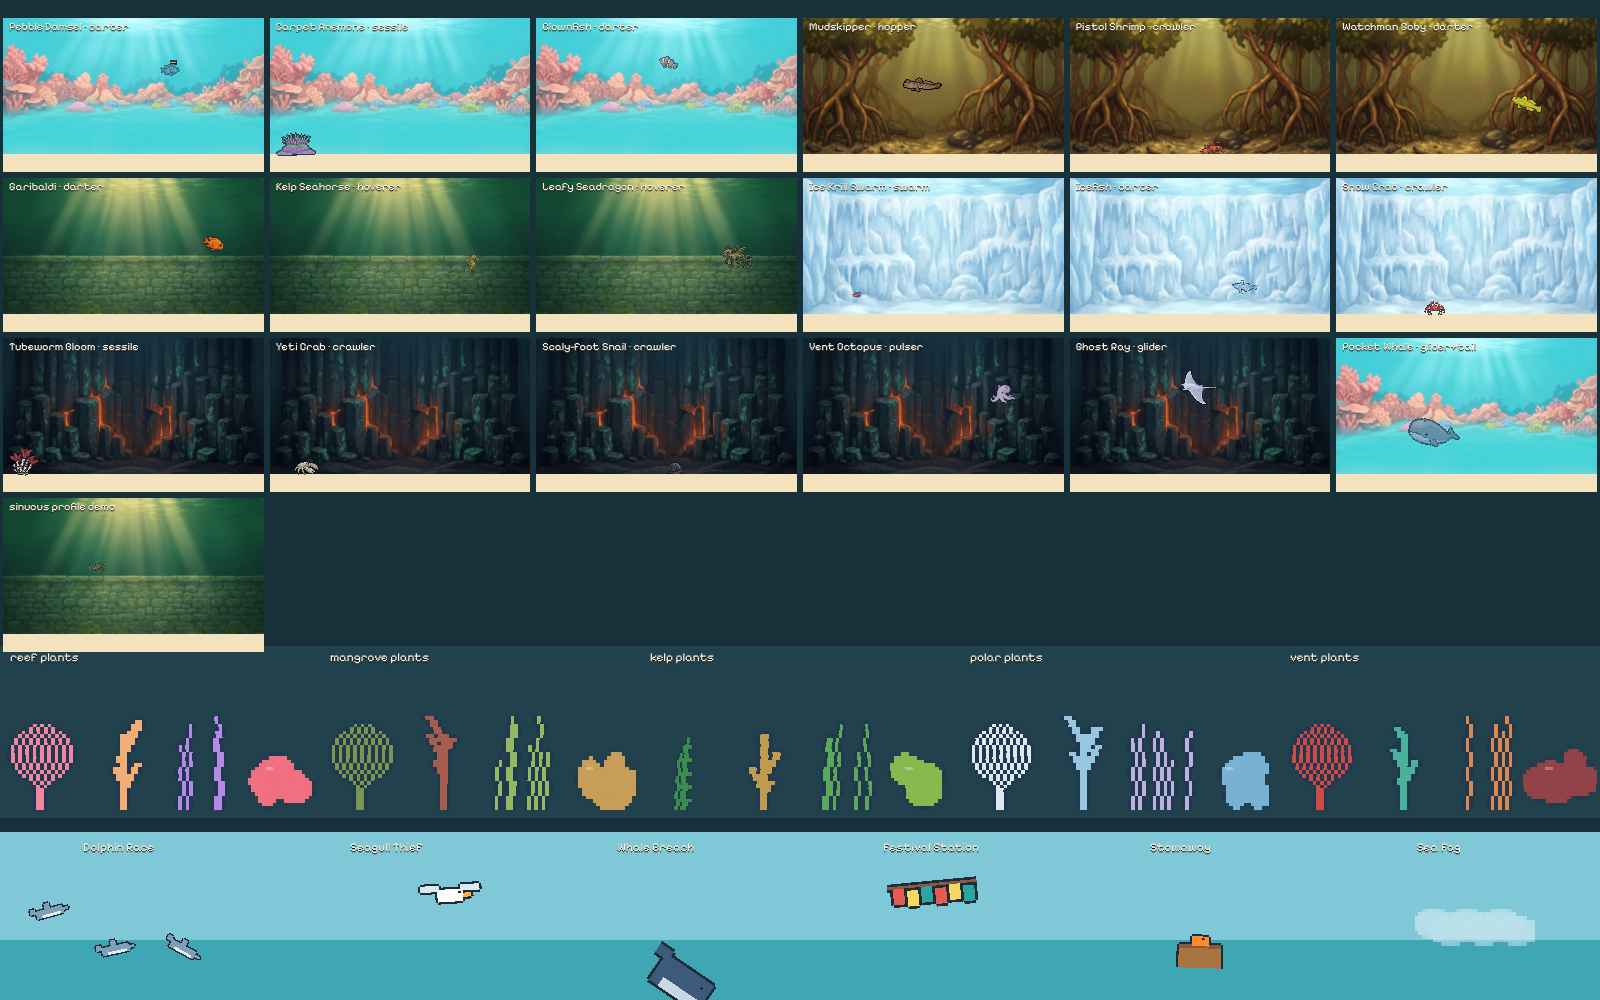 Pebble Damsel · darter
Carpet Anemone · sessile
Clownfish · darter
Mudskipper · hopper
Pistol Shrimp · crawler
Watchman Goby · darter
Garibaldi · darter
Kelp Seahorse · hoverer
Leafy Seadragon · hoverer
Ice Krill Swarm · swarm
Icefish · darter
Snow Crab · crawler
Tubeworm Bloom · sessile
Yeti Crab · crawler
Scaly-Foot Snail · crawler
Vent Octopus · pulser
Ghost Ray · glider
Pocket Whale · glider+tail
sinuous profile demo
reef plants
mangrove plants
kelp plants
polar plants
vent plants
Dolphin Race
Seagull Thief
Whale Breach
Festival Station
Stowaway
Sea Fog